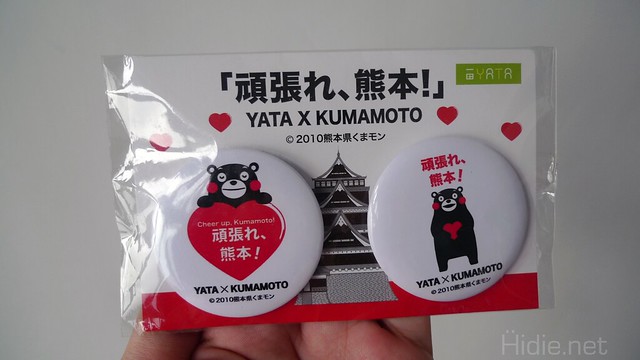 「頑張れ、熊本!」
YATA
YATA X KUMAMOTO
©2010熊本県くまモン
Cheer up, Kumamoto!
頑張れ、
熊本!
YATA×KUMAMOTO
©2010熊本県くまモン
頑張れ、
熊本!
YATA×KUMAMOTO
©2010熊本県くまモン
Hidie.net